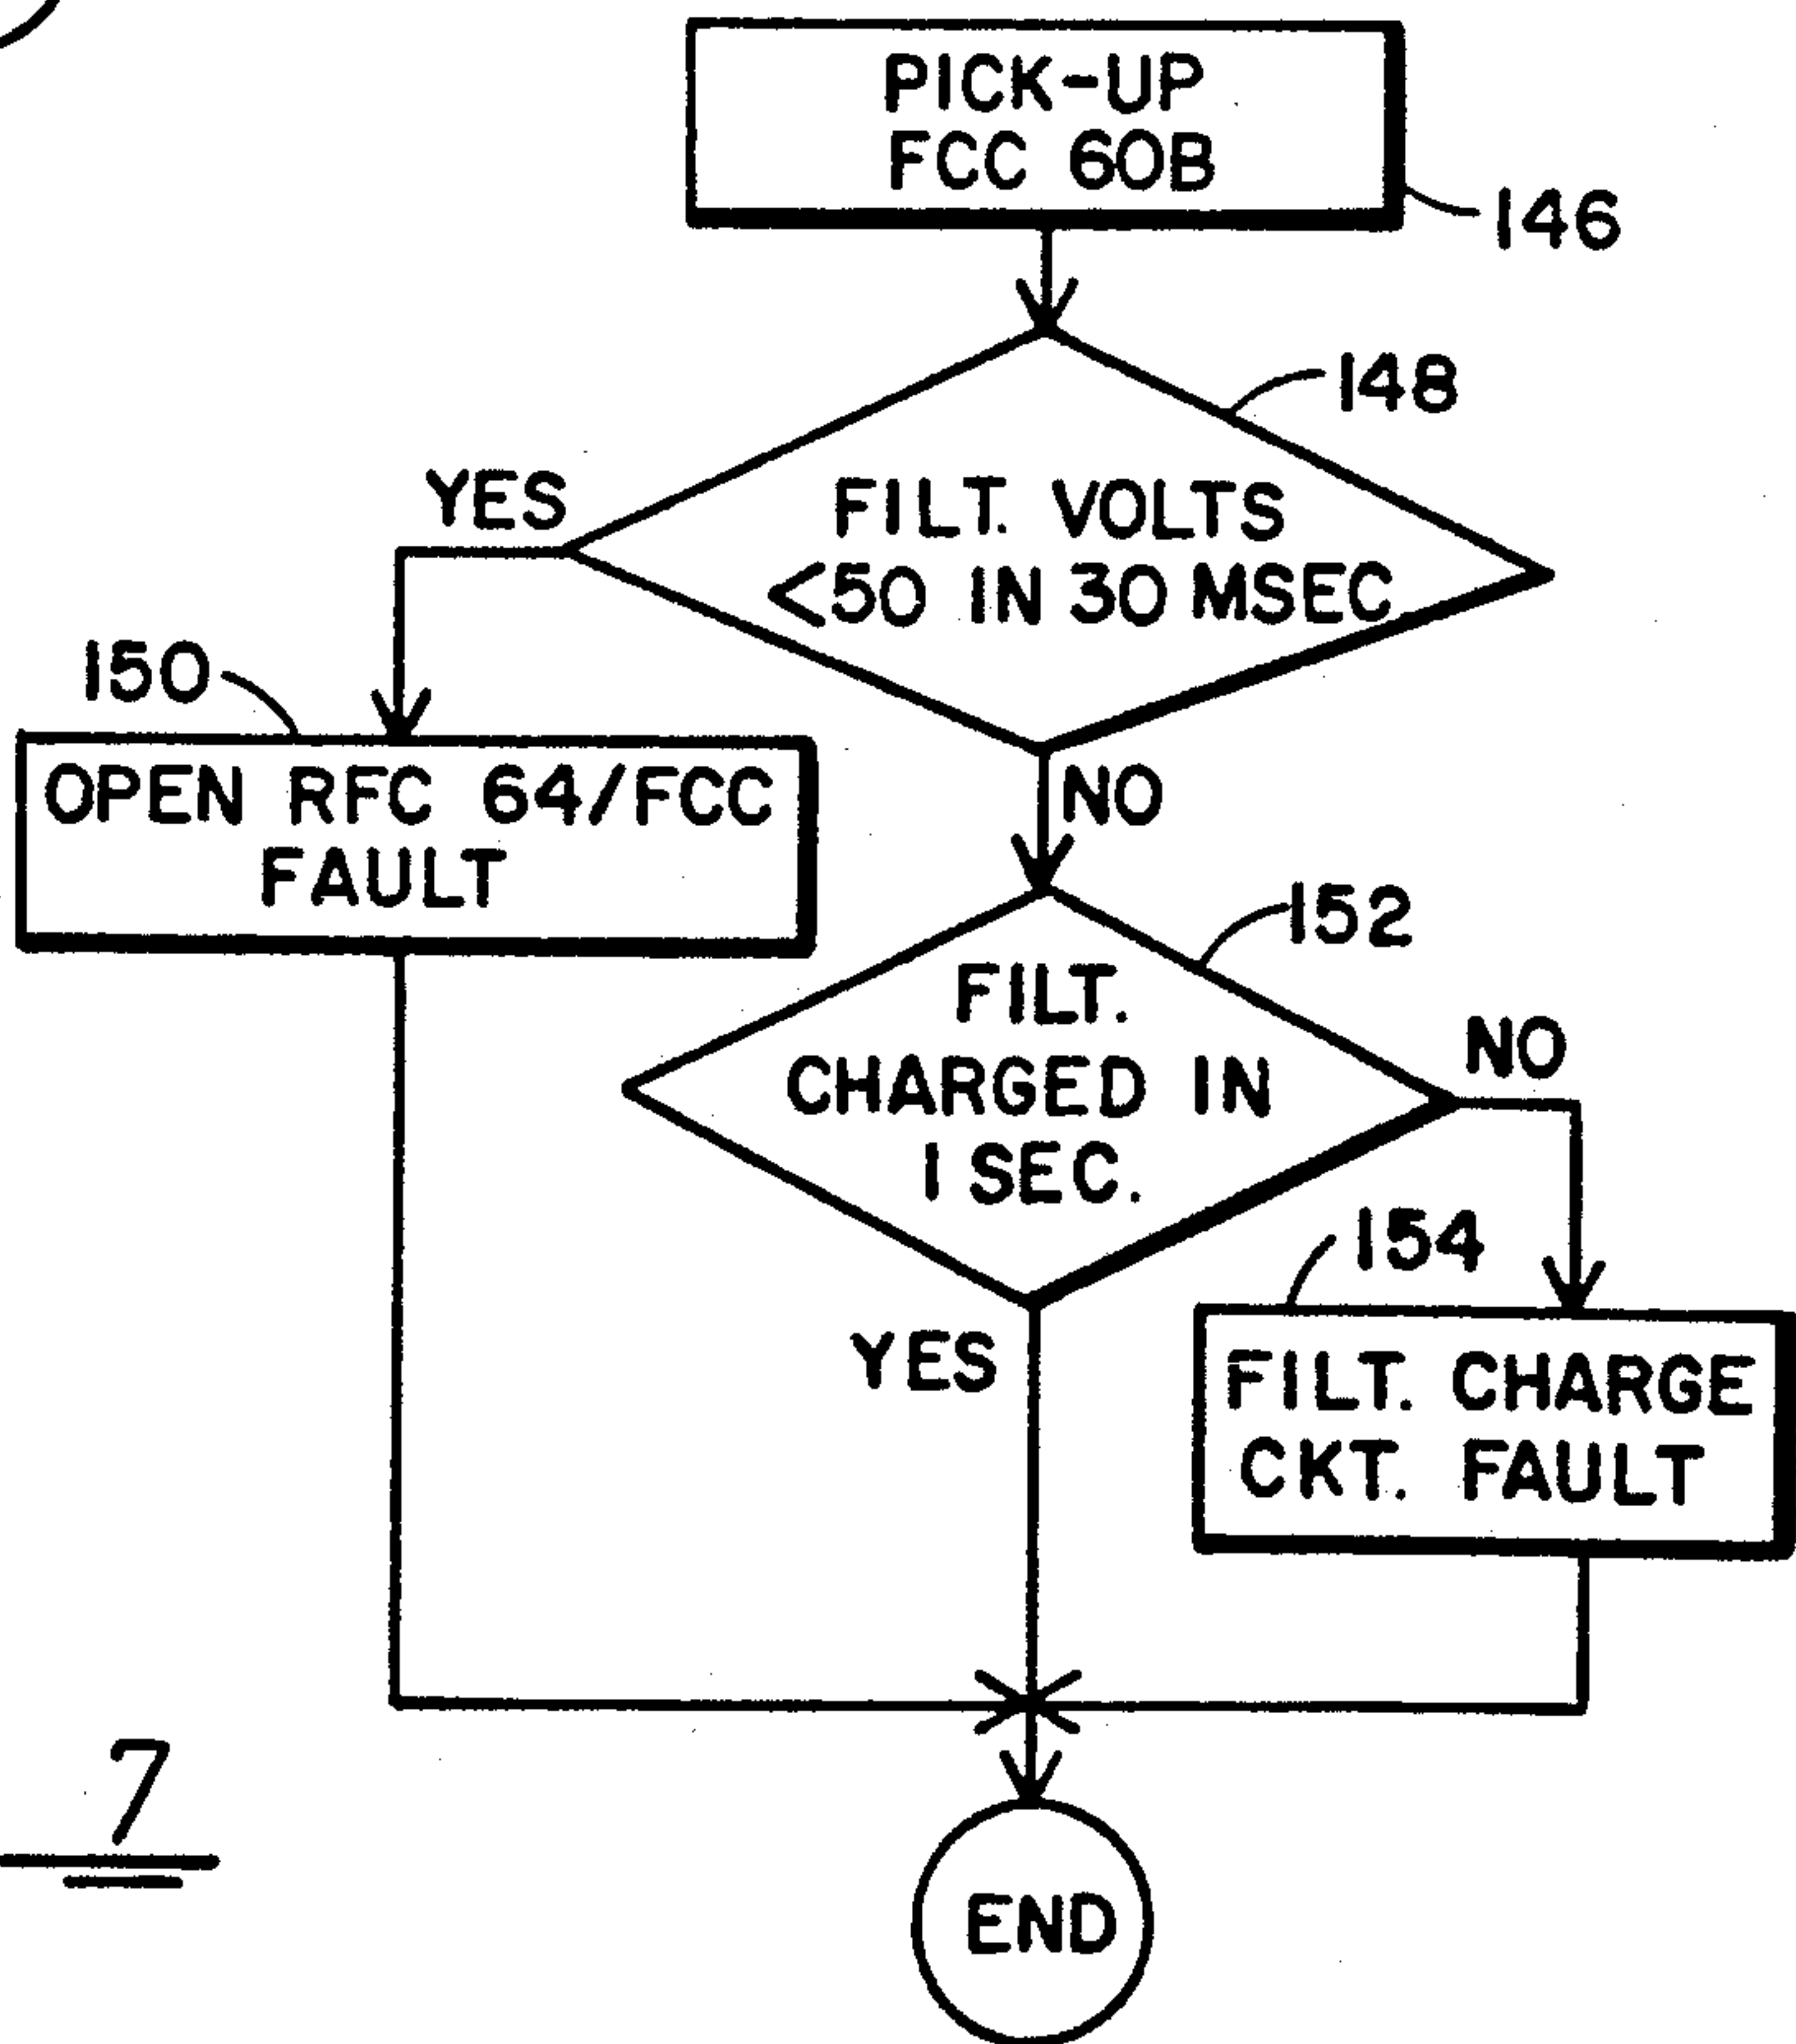 PICK-UP
FCC 60B
146
148
YES
FILT. VOLTS
<50 IN 30 MSEC
150
OPEN RFC 64/FCC
FAULT
NO
152
FILT.
CHARGED IN
1 SEC.
NO
154
YES
FILT. CHARGE
CKT. FAULT
7
END